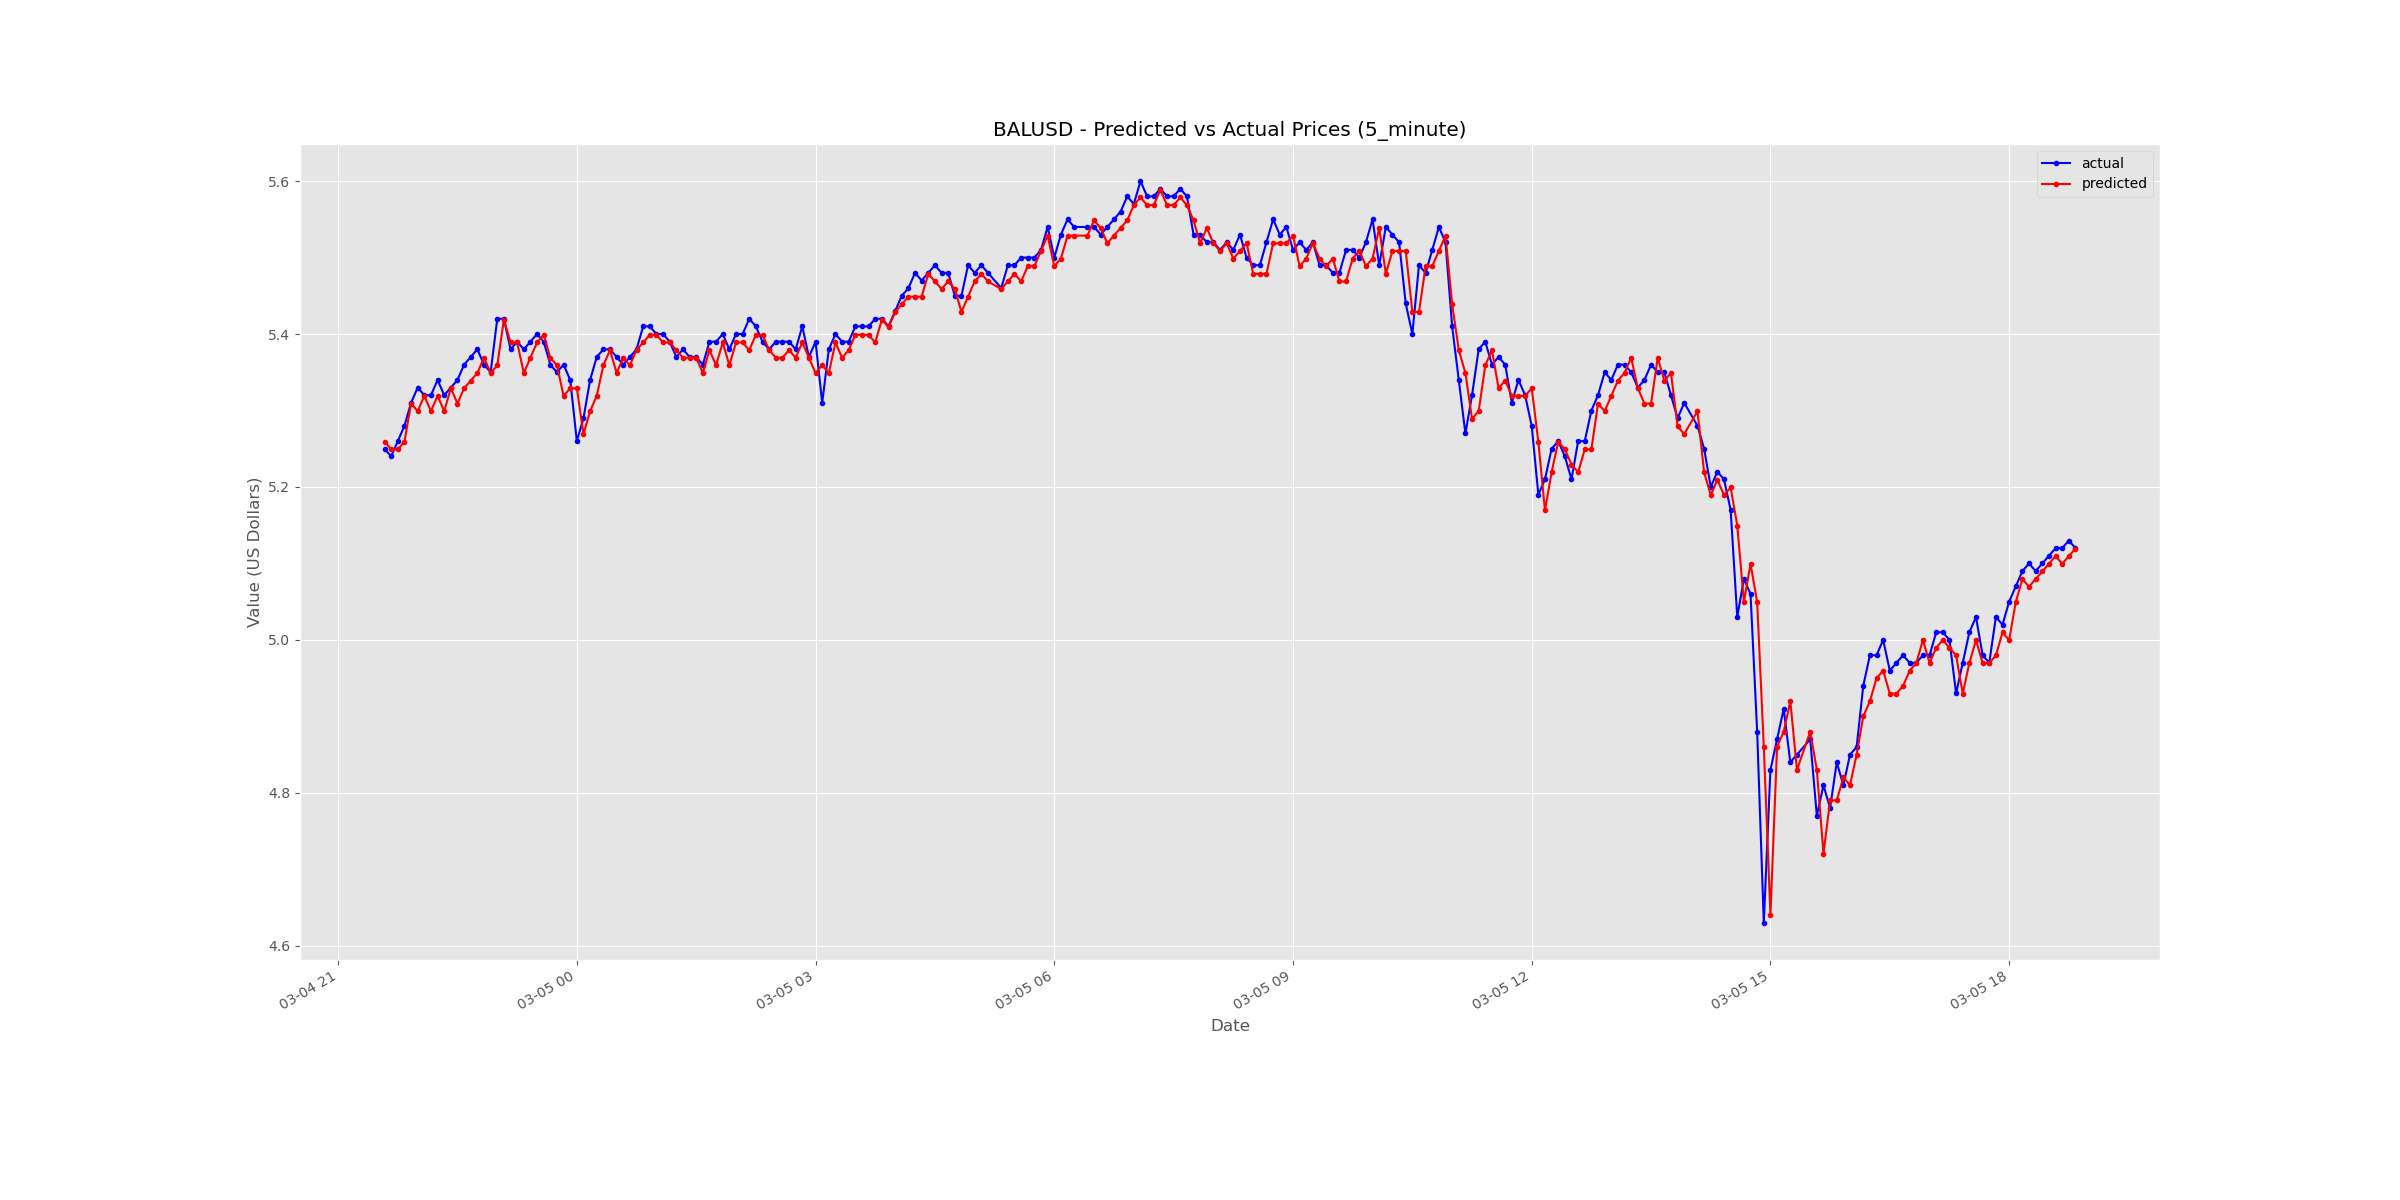 BALUSD - Predicted vs Actual Prices (5_minute)
actual
predicted
5.6
5.4
5.2
5.0
4.8
4.6
Value (US Dollars)
03-04 21
03-05 00
03-05 03
03-05 06
03-05 09
03-05 12
03-05 15
03-05 18
Date